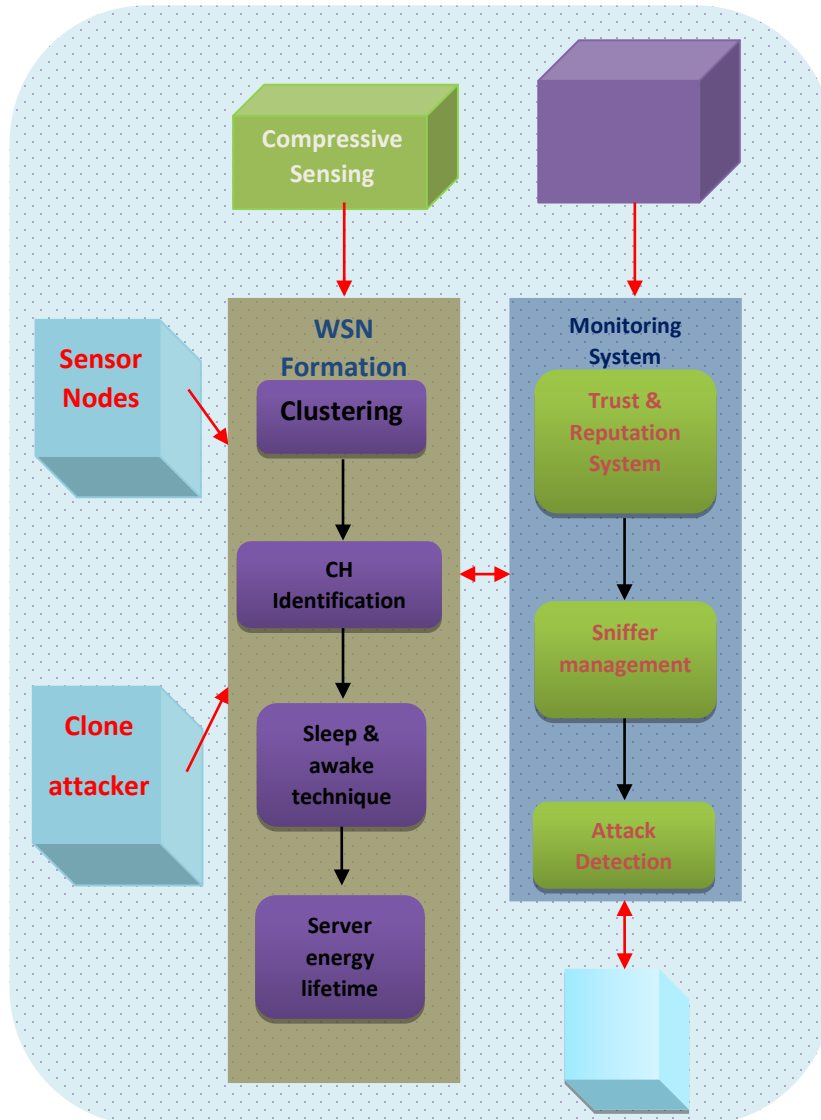 Compressive
Sensing
WSN
Formation
Monitoring
System
Sensor
Nodes
Clustering
Trust &
Reputation
System
CH
Identification
Sniffer
management
Clone
attacker
Sleep &
awake
technique
Attack
Detection
Server
energy
lifetime